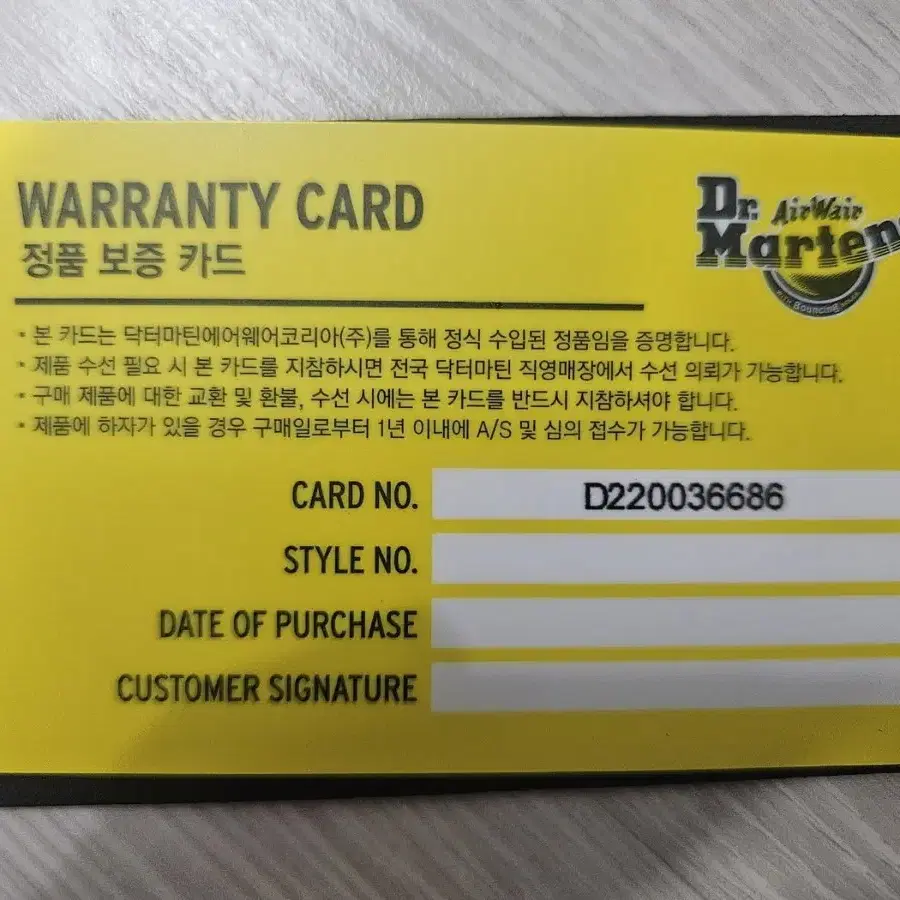 WARRANTY CARD
정품 보증 카드
Dr. AirWair
Marten
Bouncing
· 본 카드는 닥터마틴에어웨어코리아(주)를 통해 정식 수입된 정품임을 증명합니다.
· 제품 수선 필요 시 본 카드를 지참하시면 전국 닥터마틴 직영매장에서 수선 의뢰가 가능합니다.
· 구매 제품에 대한 교환 및 환불, 수선 시에는 본 카드를 반드시 지참하셔야 합니다.
· 제품에 하자가 있을 경우 구매일로부터 1년 이내에 A/S 및 심의 접수가 가능합니다.
CARD NO. D220036686
STYLE NO.
DATE OF PURCHASE
CUSTOMER SIGNATURE